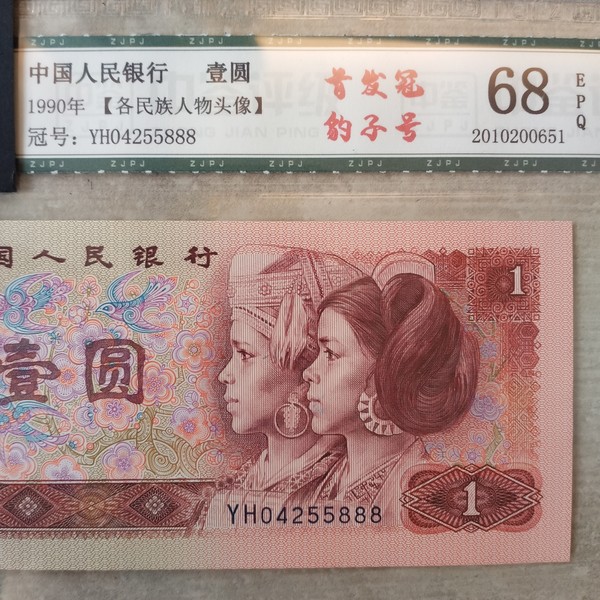 ZJPJ ZJPJ ZJPJ ZJPJ ZJPJ
中国人民银行 壹圆
1990年 【各民族人物头像】
冠号: YH04255888
首发冠
豹子号
68 EPQ
2010200651
ZJPJ ZJPJ ZJPJ ZJPJ ZJPJ
国人民银行
1
壹圆
YH04255888
1